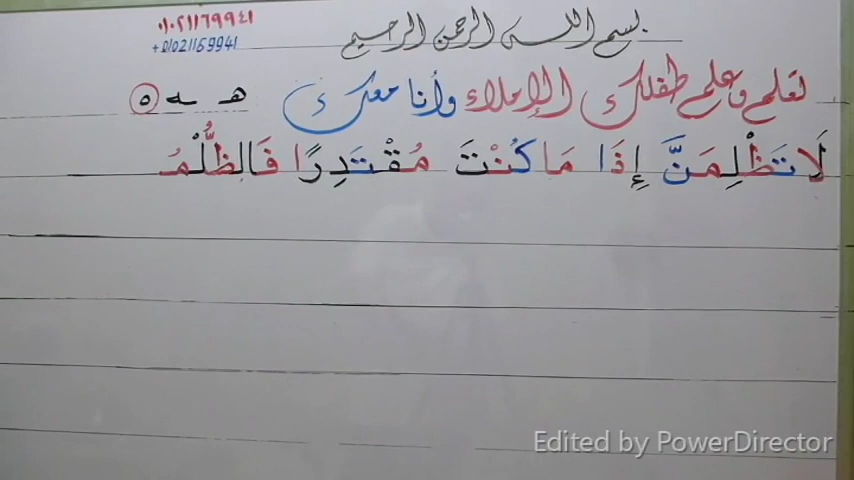 بسم الله الرحمن الرحيم
٠١٠٢١١٦٩٩٤١
+01021169941
تعلم وعلم طفلك الإملاء وأنا معك هـ ـه ٥
لَا تَظْلِمَنَّ إِذَا مَا كُنْتَ مُقْتَدِرًا فَالظُّلْمُ
Edited by PowerDirector